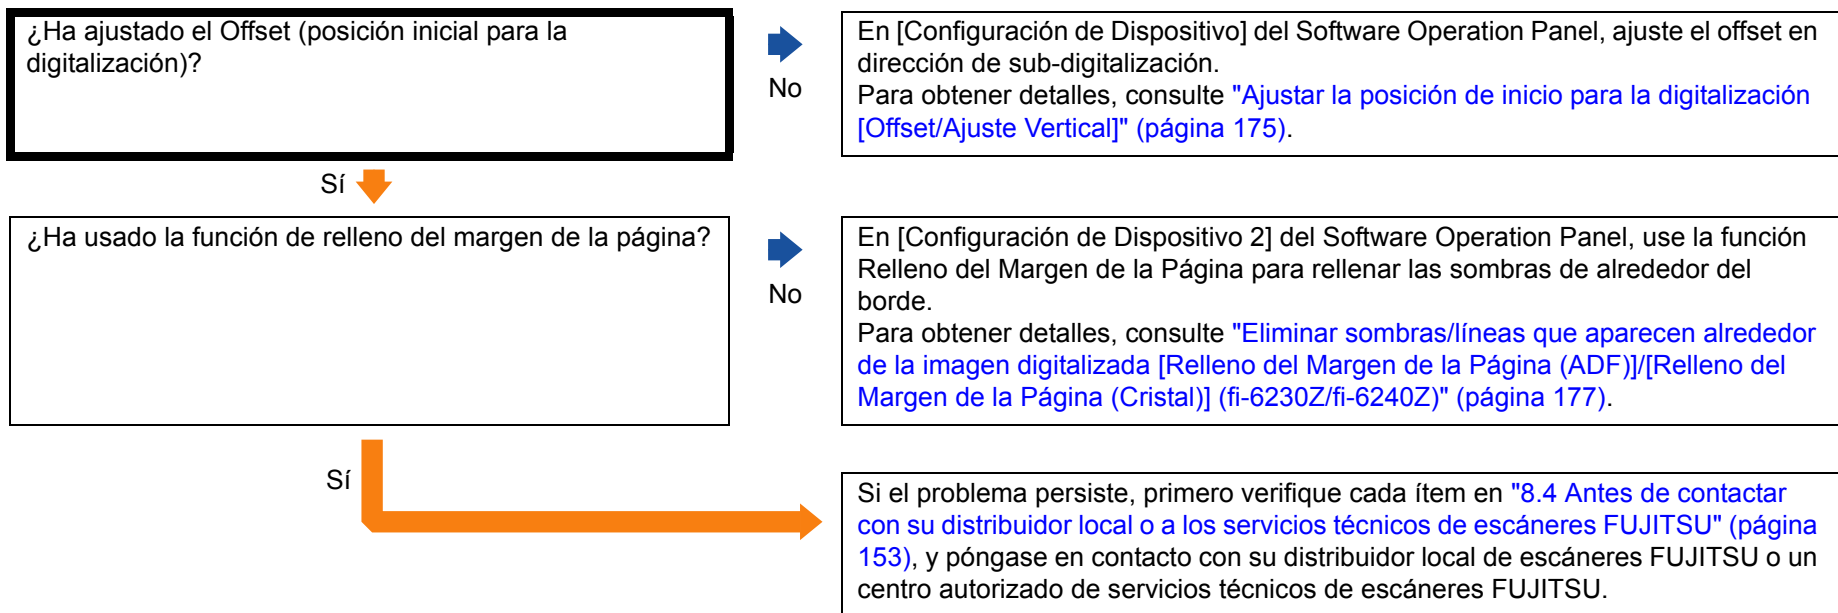 ¿Ha ajustado el Offset (posición inicial para la
digitalización)?
No
En [Configuración de Dispositivo] del Software Operation Panel, ajuste el offset en
dirección de sub-digitalización.
Para obtener detalles, consulte "Ajustar la posición de inicio para la digitalización
[Offset/Ajuste Vertical]" (página 175).
Sí
¿Ha usado la función de relleno del margen de la página?
No
En [Configuración de Dispositivo 2] del Software Operation Panel, use la función
Relleno del Margen de la Página para rellenar las sombras de alrededor del
borde.
Para obtener detalles, consulte "Eliminar sombras/líneas que aparecen alrededor
de la imagen digitalizada [Relleno del Margen de la Página (ADF)]/[Relleno del
Margen de la Página (Cristal)] (fi-6230Z/fi-6240Z)" (página 177).
Sí
Si el problema persiste, primero verifique cada ítem en "8.4 Antes de contactar
con su distribuidor local o a los servicios técnicos de escáneres FUJITSU" (página
153), y póngase en contacto con su distribuidor local de escáneres FUJITSU o un
centro autorizado de servicios técnicos de escáneres FUJITSU.